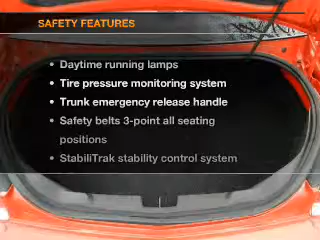 SAFETY FEATURES
• Daytime running lamps
• Tire pressure monitoring system
• Trunk emergency release handle
• Safety belts 3-point all seating
positions
• StabiliTrak stability control system